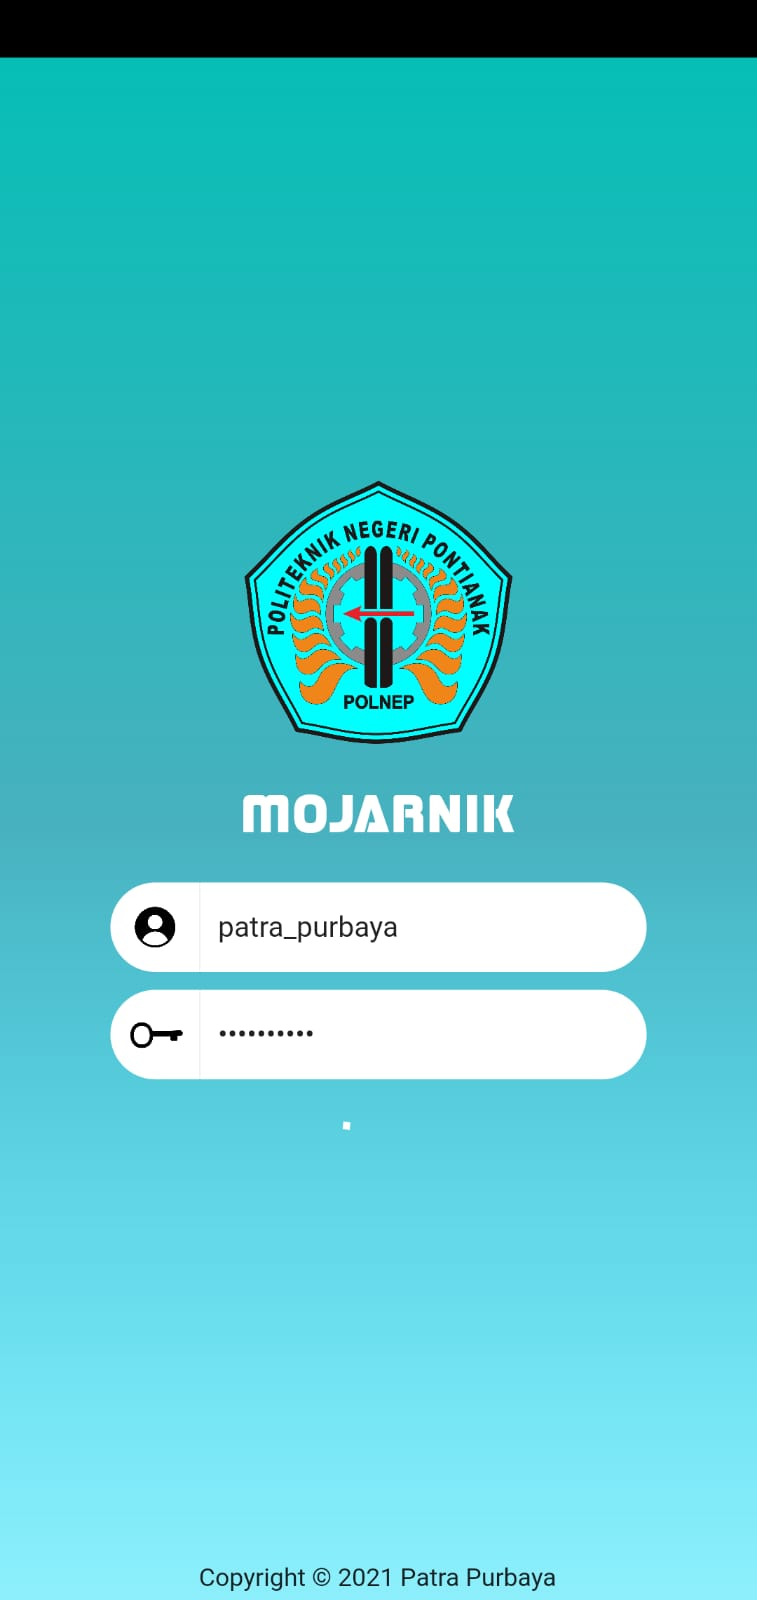 POLITEKNIK NEGERI PONTIANAK
POLNEP
MOJARNIK
patra_purbaya
••••••••••
Copyright © 2021 Patra Purbaya